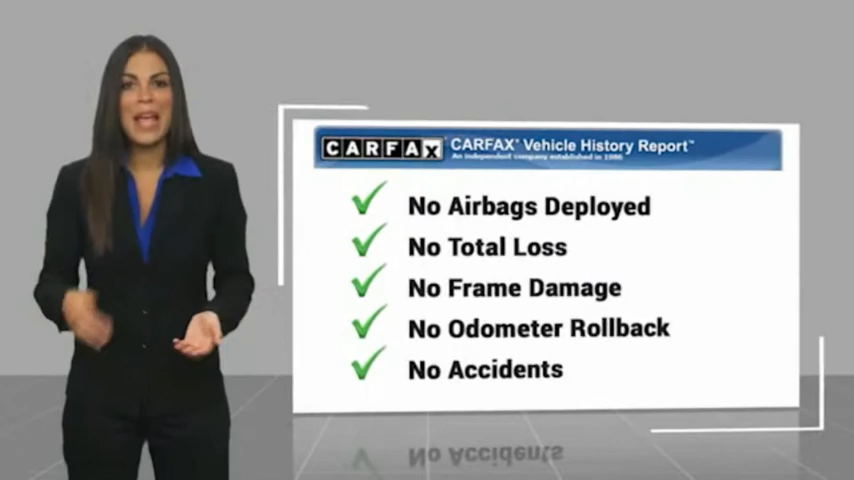 CARFAX CARFAX® Vehicle History Report™
An independent company established in 1986
No Airbags Deployed
No Total Loss
No Frame Damage
No Odometer Rollback
No Accidents
No Accidents